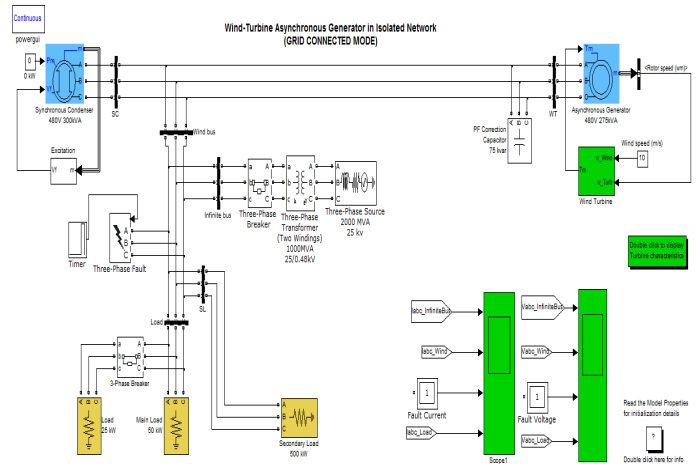 Wind-Turbine Asynchronous Generator in Isolated Network
(GRID CONNECTED MODE)
Continuous
powergui
0
0 kW
Pm
m
Vf
A
B
C
Synchronous Condenser
480V 300kVA
SC
Excitation
Vf
m
Wind bus
Infinite bus
A
B
C
a
b
c
Three-Phase
Breaker
Three-Phase
Transformer
(Two Windings)
1000MVA
25/0.48kV
Three-Phase Source
2000 MVA
25 kv
Timer
A
B
C
Three-Phase Fault
SL
Load
3-Phase Breaker
Load
25 kW
Main Load
50 kW
A
B
C
Secondary Load
500 kW
WT
A B C
PF Correction
Capacitor
75 kvar
Tm
m
A
B
Asynchronous Generator
480V 275kVA
<Rotor speed (wm)>
Wind speed (m/s)
10
w_Wind
Tm
w_Turb
Wind Turbine
Double click to display
Turbine characteristics
Iabc_InfiniteBus
Iabc_Wind
1
Fault Current
Iabc_Load
Scope1
Vabc_InfiniteBus
Vabc_Wind
1
Fault Voltage
Vabc_Load
Read the Model Properties
for initialization details
?
Double click here for info